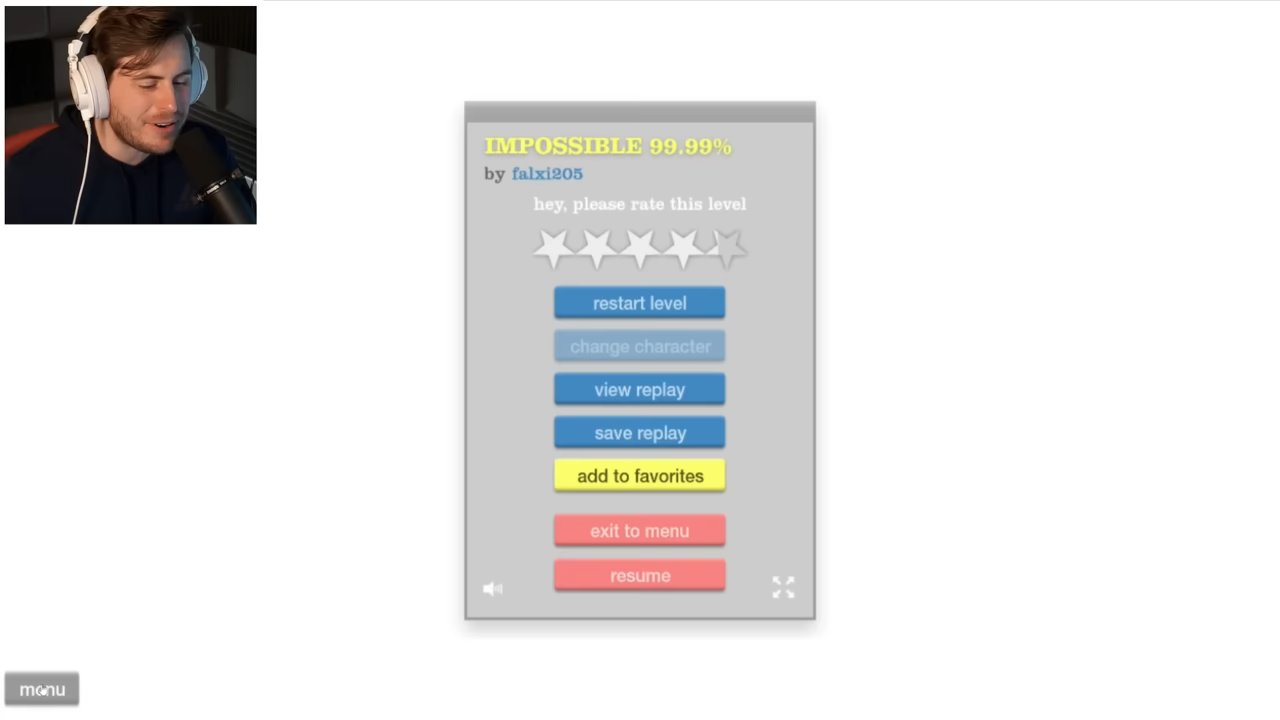 IMPOSSIBLE 99.99%
by falxi205
hey, please rate this level
restart level
change character
view replay
save replay
add to favorites
exit to menu
resume
menu